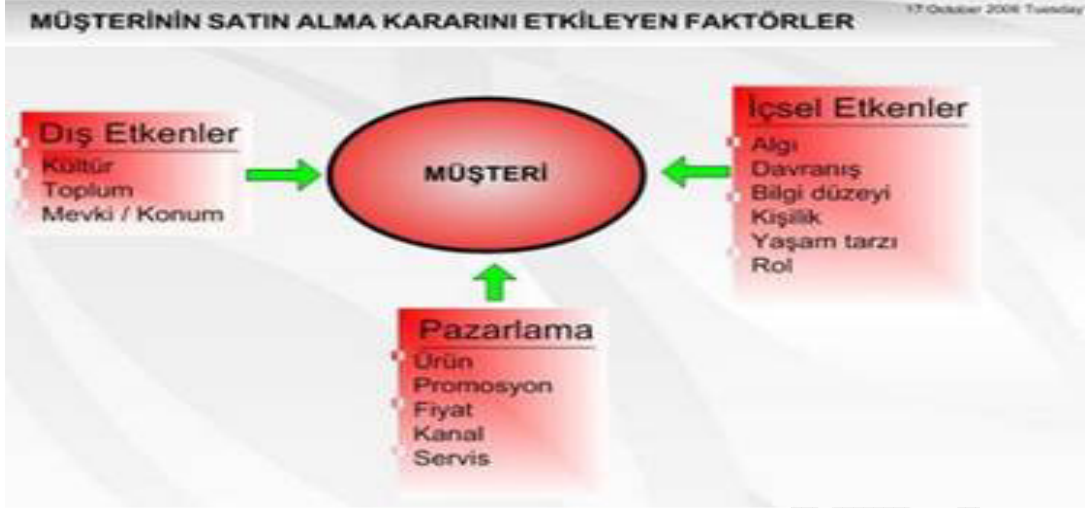 MÜŞTERİNİN SATIN ALMA KARARINI ETKİLEYEN FAKTÖRLER
17 October 2006 Tuesday
Dış Etkenler
Kültür
Toplum
Mevki / Konum
MÜŞTERİ
İçsel Etkenler
Algı
Davranış
Bilgi düzeyi
Kişilik
Yaşam tarzı
Rol
Pazarlama
Ürün
Promosyon
Fiyat
Kanal
Servis